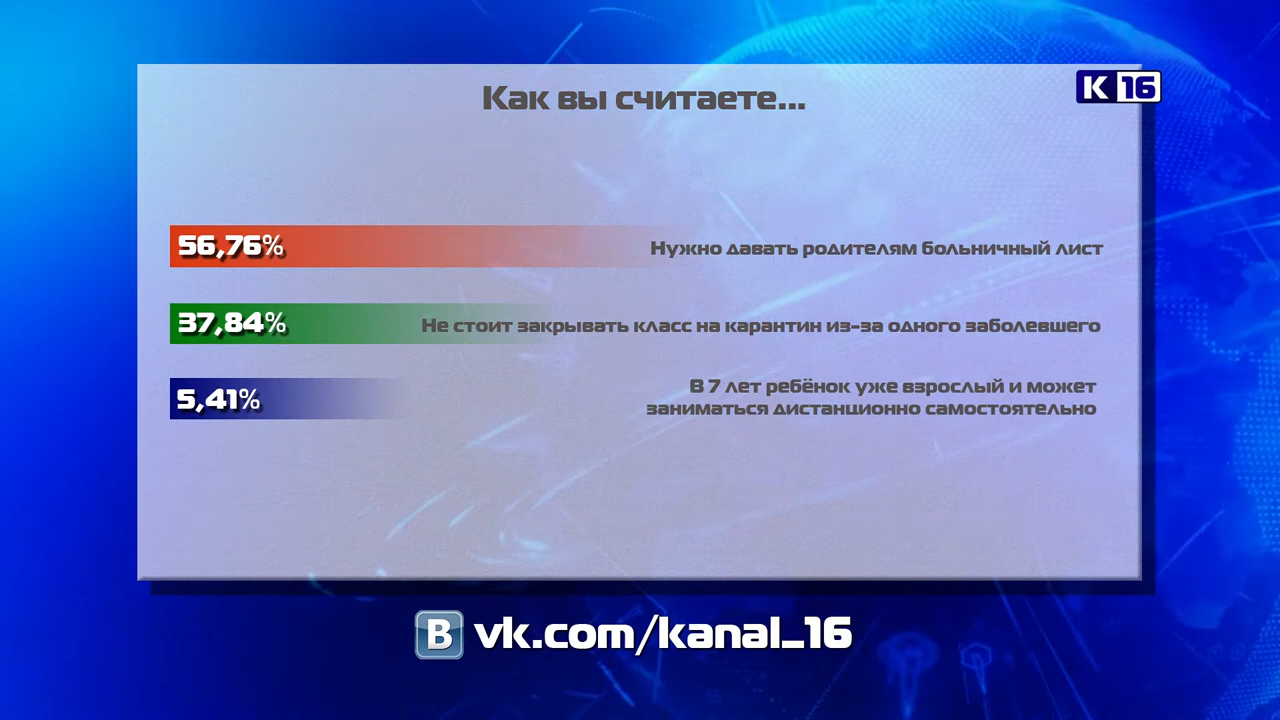 Как вы считаете...
К 16
56,76%
Нужно давать родителям больничный лист
37,84%
Не стоит закрывать класс на карантин из-за одного заболевшего
5,41%
В 7 лет ребёнок уже взрослый и может
заниматься дистанционно самостоятельно
В vk.com/kanal_16